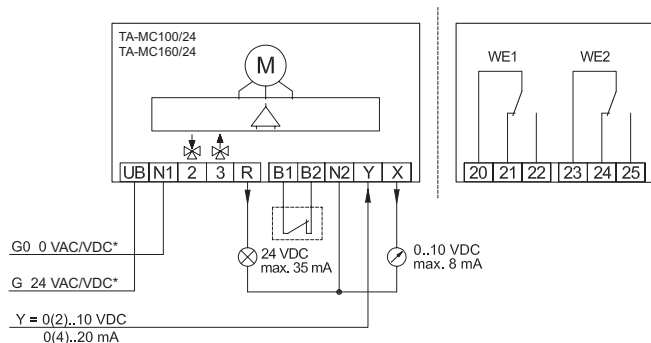 TA-MC100/24
TA-MC160/24
M
WE1 WE2
UB N1 2 3 R B1 B2 N2 Y X
20 21 22 23 24 25
G0 0 VAC/VDC*
24 VDC
max. 35 mA
0..10 VDC
max. 8 mA
G 24 VAC/VDC*
Y = 0(2)..10 VDC
0(4)..20 mA